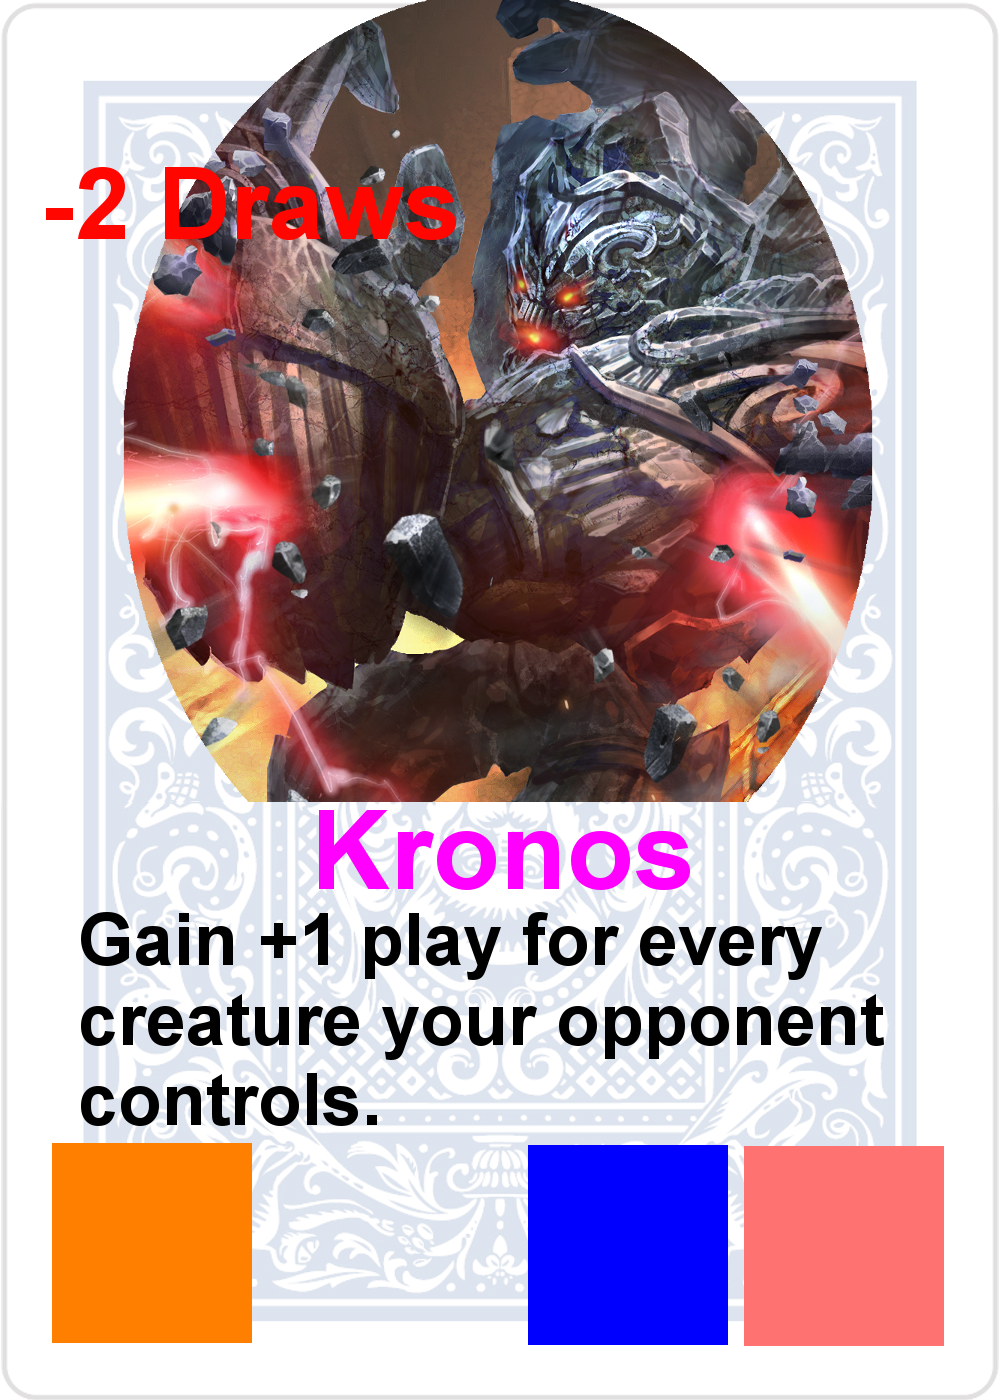 -2 Draws
Kronos
Gain +1 play for every
creature your opponent
controls.